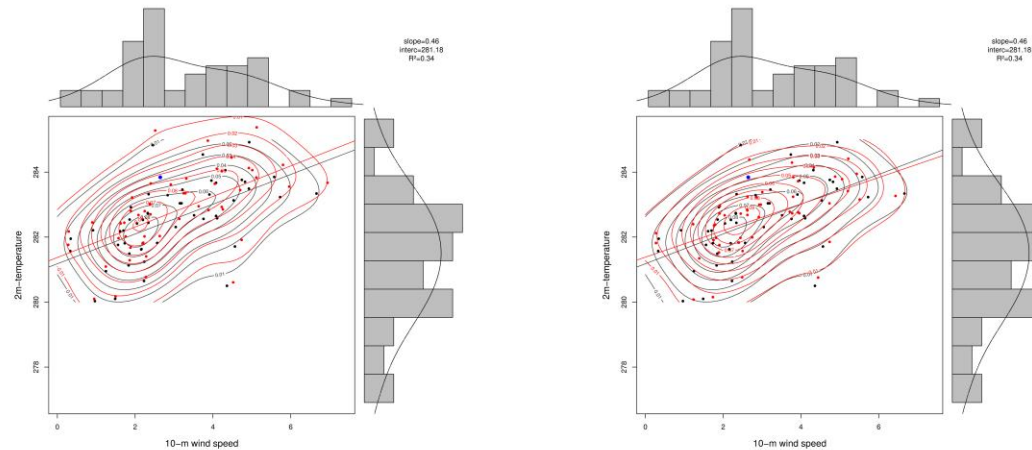 slope=0.46
interc=281.18
R²=0.34
284
282
280
278
2m−temperature
0
2
4
6
10−m wind speed
slope=0.46
interc=281.18
R²=0.34
284
282
280
278
2m−temperature
0
2
4
6
10−m wind speed